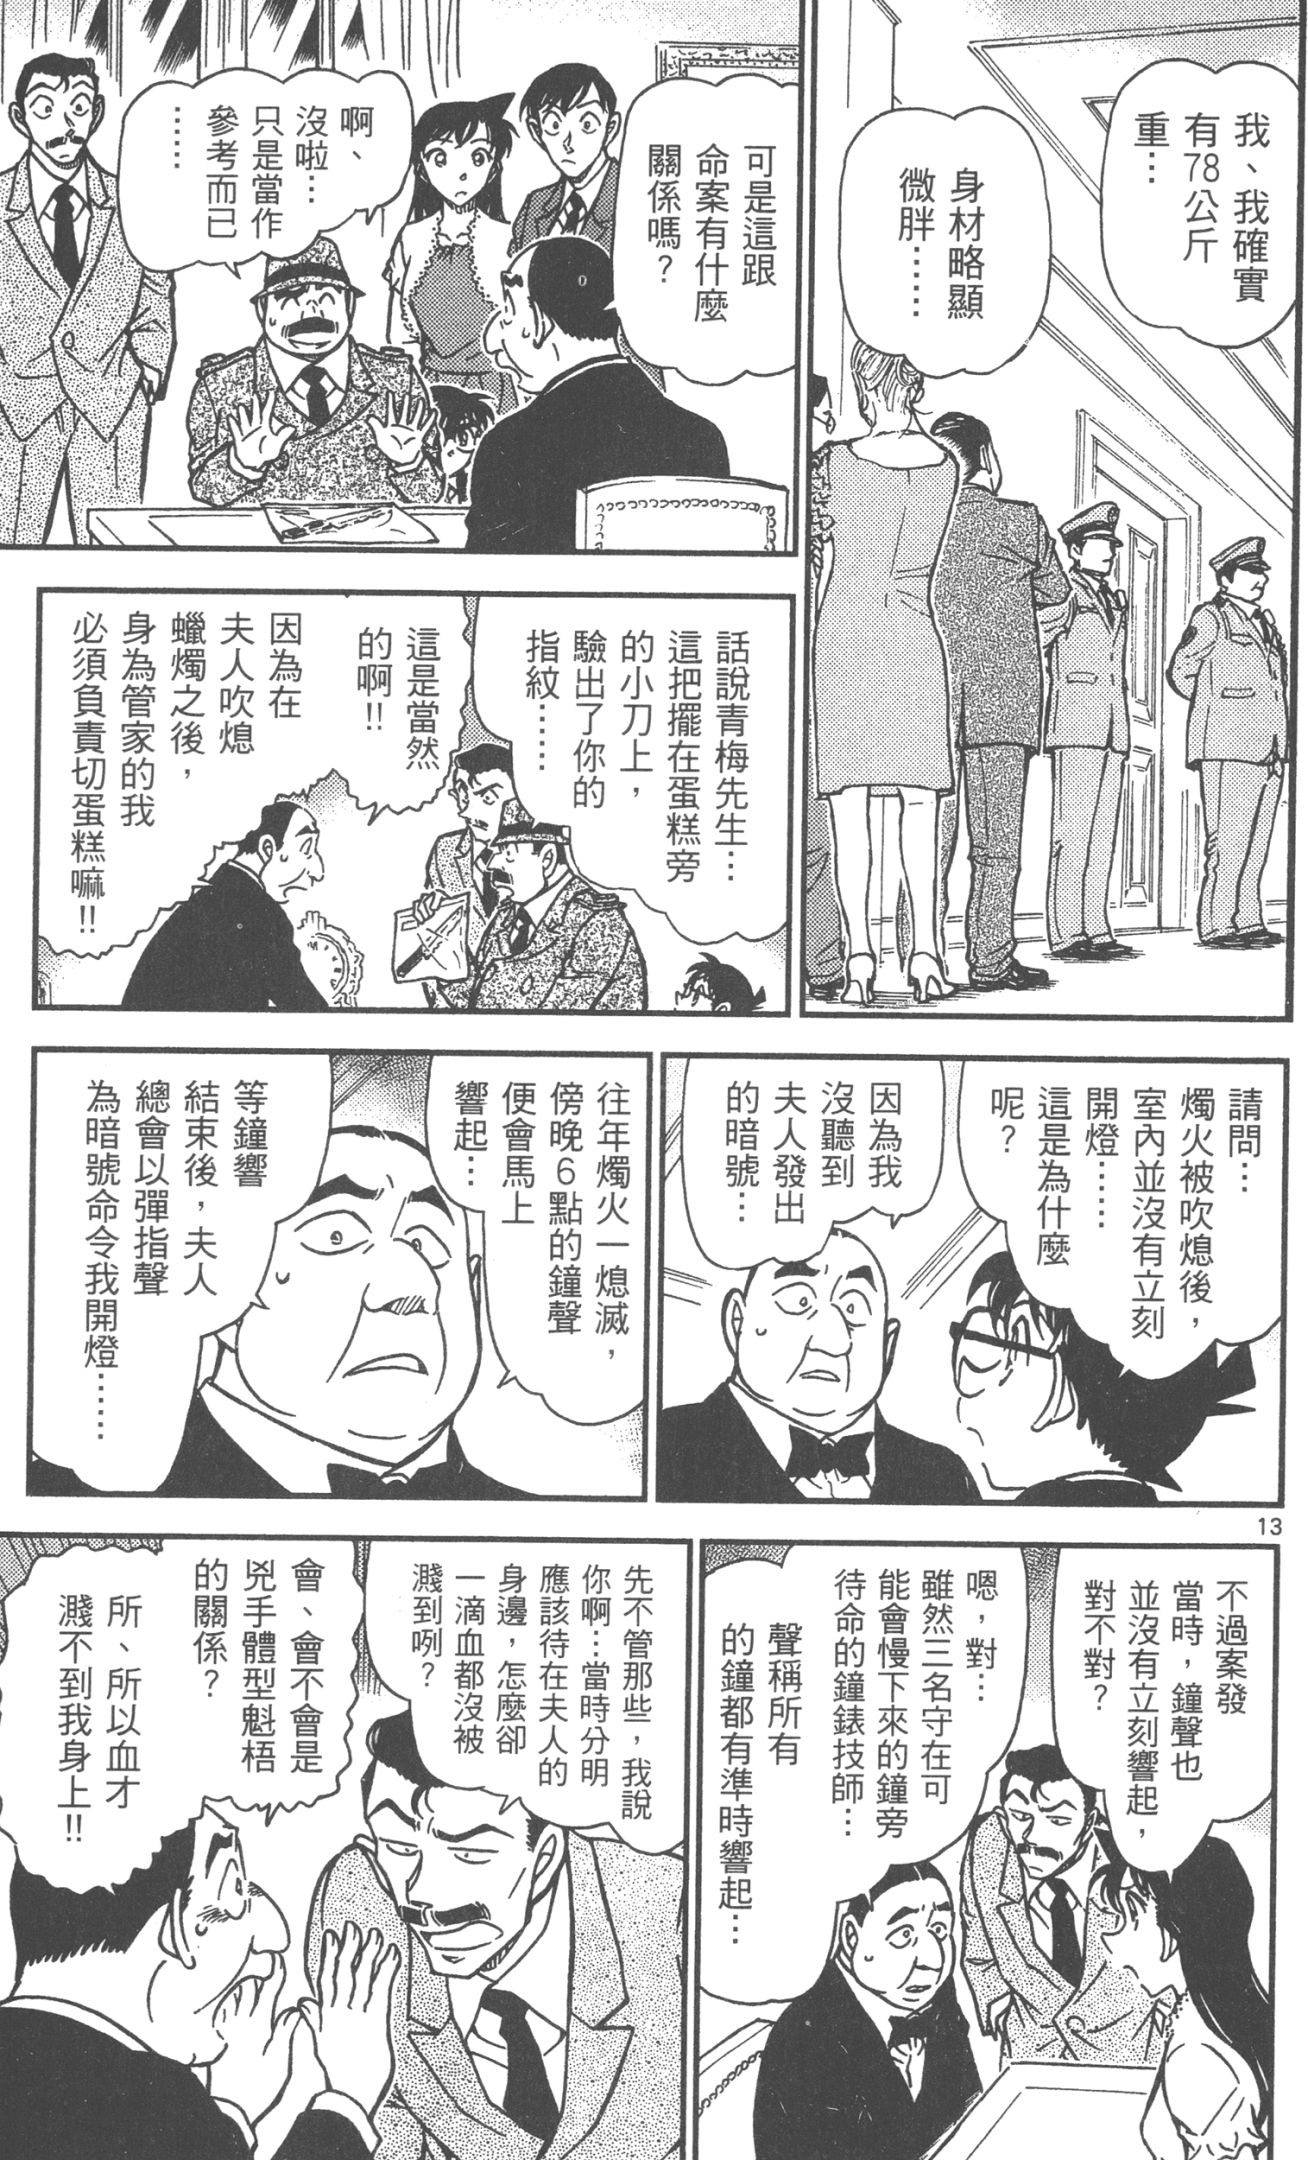 我、我確實
有78公斤
重…
身材略顯
微胖……
可是這跟
命案有什麼
關係嗎？
啊、
沒啦…
只是當作
參考而已
……
話說青梅先生…
這把擺在蛋糕旁
的小刀上，
驗出了你的
指紋……
這是當然
的啊!!
因為在
夫人吹熄
蠟燭之後，
身為管家的我
必須負責切蛋糕嘛!!
請問…
燭火被吹熄後，
室內並沒有立刻
開燈……
這是為什麼
呢？
因為我
沒聽到
夫人發出
的暗號…
往年燭火一熄滅，
傍晚6點的鐘聲
便會馬上
響起…
等鐘響
結束後，夫人
總會以彈指聲
為暗號命令我開燈……
13
不過案發
當時，鐘聲也
並沒有立刻響起，
對不對？
嗯，對…
雖然三名守在可
能會慢下來的鐘旁
待命的鐘錶技師…
聲稱所有
的鐘都有準時響起…
先不管那些，我說
你啊…當時分明
應該待在夫人的
身邊，怎麼卻
一滴血都沒被
濺到咧？
會、會不會是
兇手體型魁梧
的關係？
所、所以血才
濺不到我身上!!